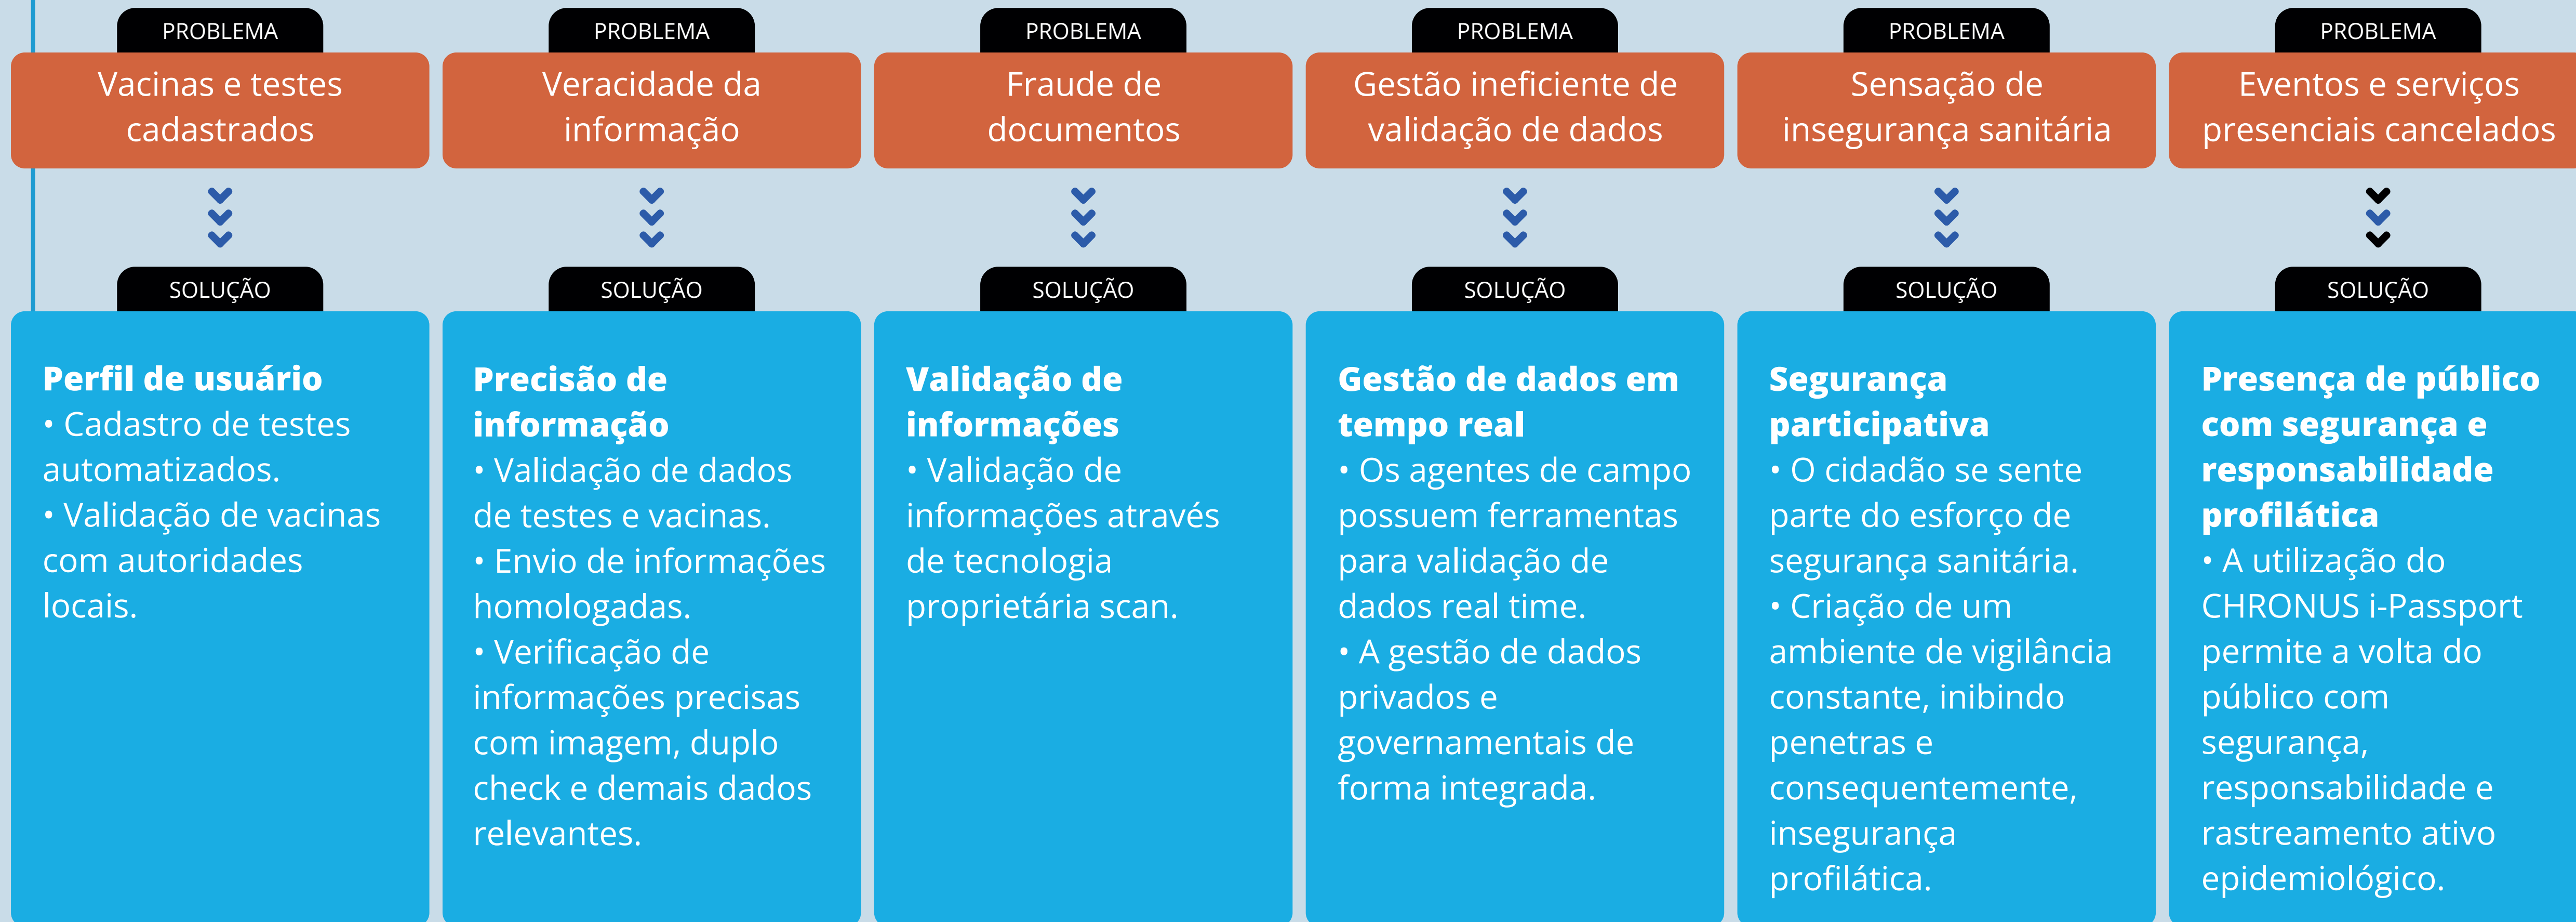 PROBLEMA
Vacinas e testes
cadastrados
SOLUÇÃO
Perfil de usuário
• Cadastro de testes
automatizados.
• Validação de vacinas
com autoridades
locais.
PROBLEMA
Veracidade da
informação
SOLUÇÃO
Precisão de
informação
• Validação de dados
de testes e vacinas.
• Envio de informações
homologadas.
• Verificação de
informações precisas
com imagem, duplo
check e demais dados
relevantes.
PROBLEMA
Fraude de
documentos
SOLUÇÃO
Validação de
informações
• Validação de
informações através
de tecnologia
proprietária scan.
PROBLEMA
Gestão ineficiente de
validação de dados
SOLUÇÃO
Gestão de dados em
tempo real
• Os agentes de campo
possuem ferramentas
para validação de
dados real time.
• A gestão de dados
privados e
governamentais de
forma integrada.
PROBLEMA
Sensação de
insegurança sanitária
SOLUÇÃO
Segurança
participativa
• O cidadão se sente
parte do esforço de
segurança sanitária.
• Criação de um
ambiente de vigilância
constante, inibindo
penetras e
consequentemente,
insegurança
profilática.
PROBLEMA
Eventos e serviços
presenciais cancelados
SOLUÇÃO
Presença de público
com segurança e
responsabilidade
profilática
• A utilização do
CHRONUS i-Passport
permite a volta do
público com
segurança,
responsabilidade e
rastreamento ativo
epidemiológico.